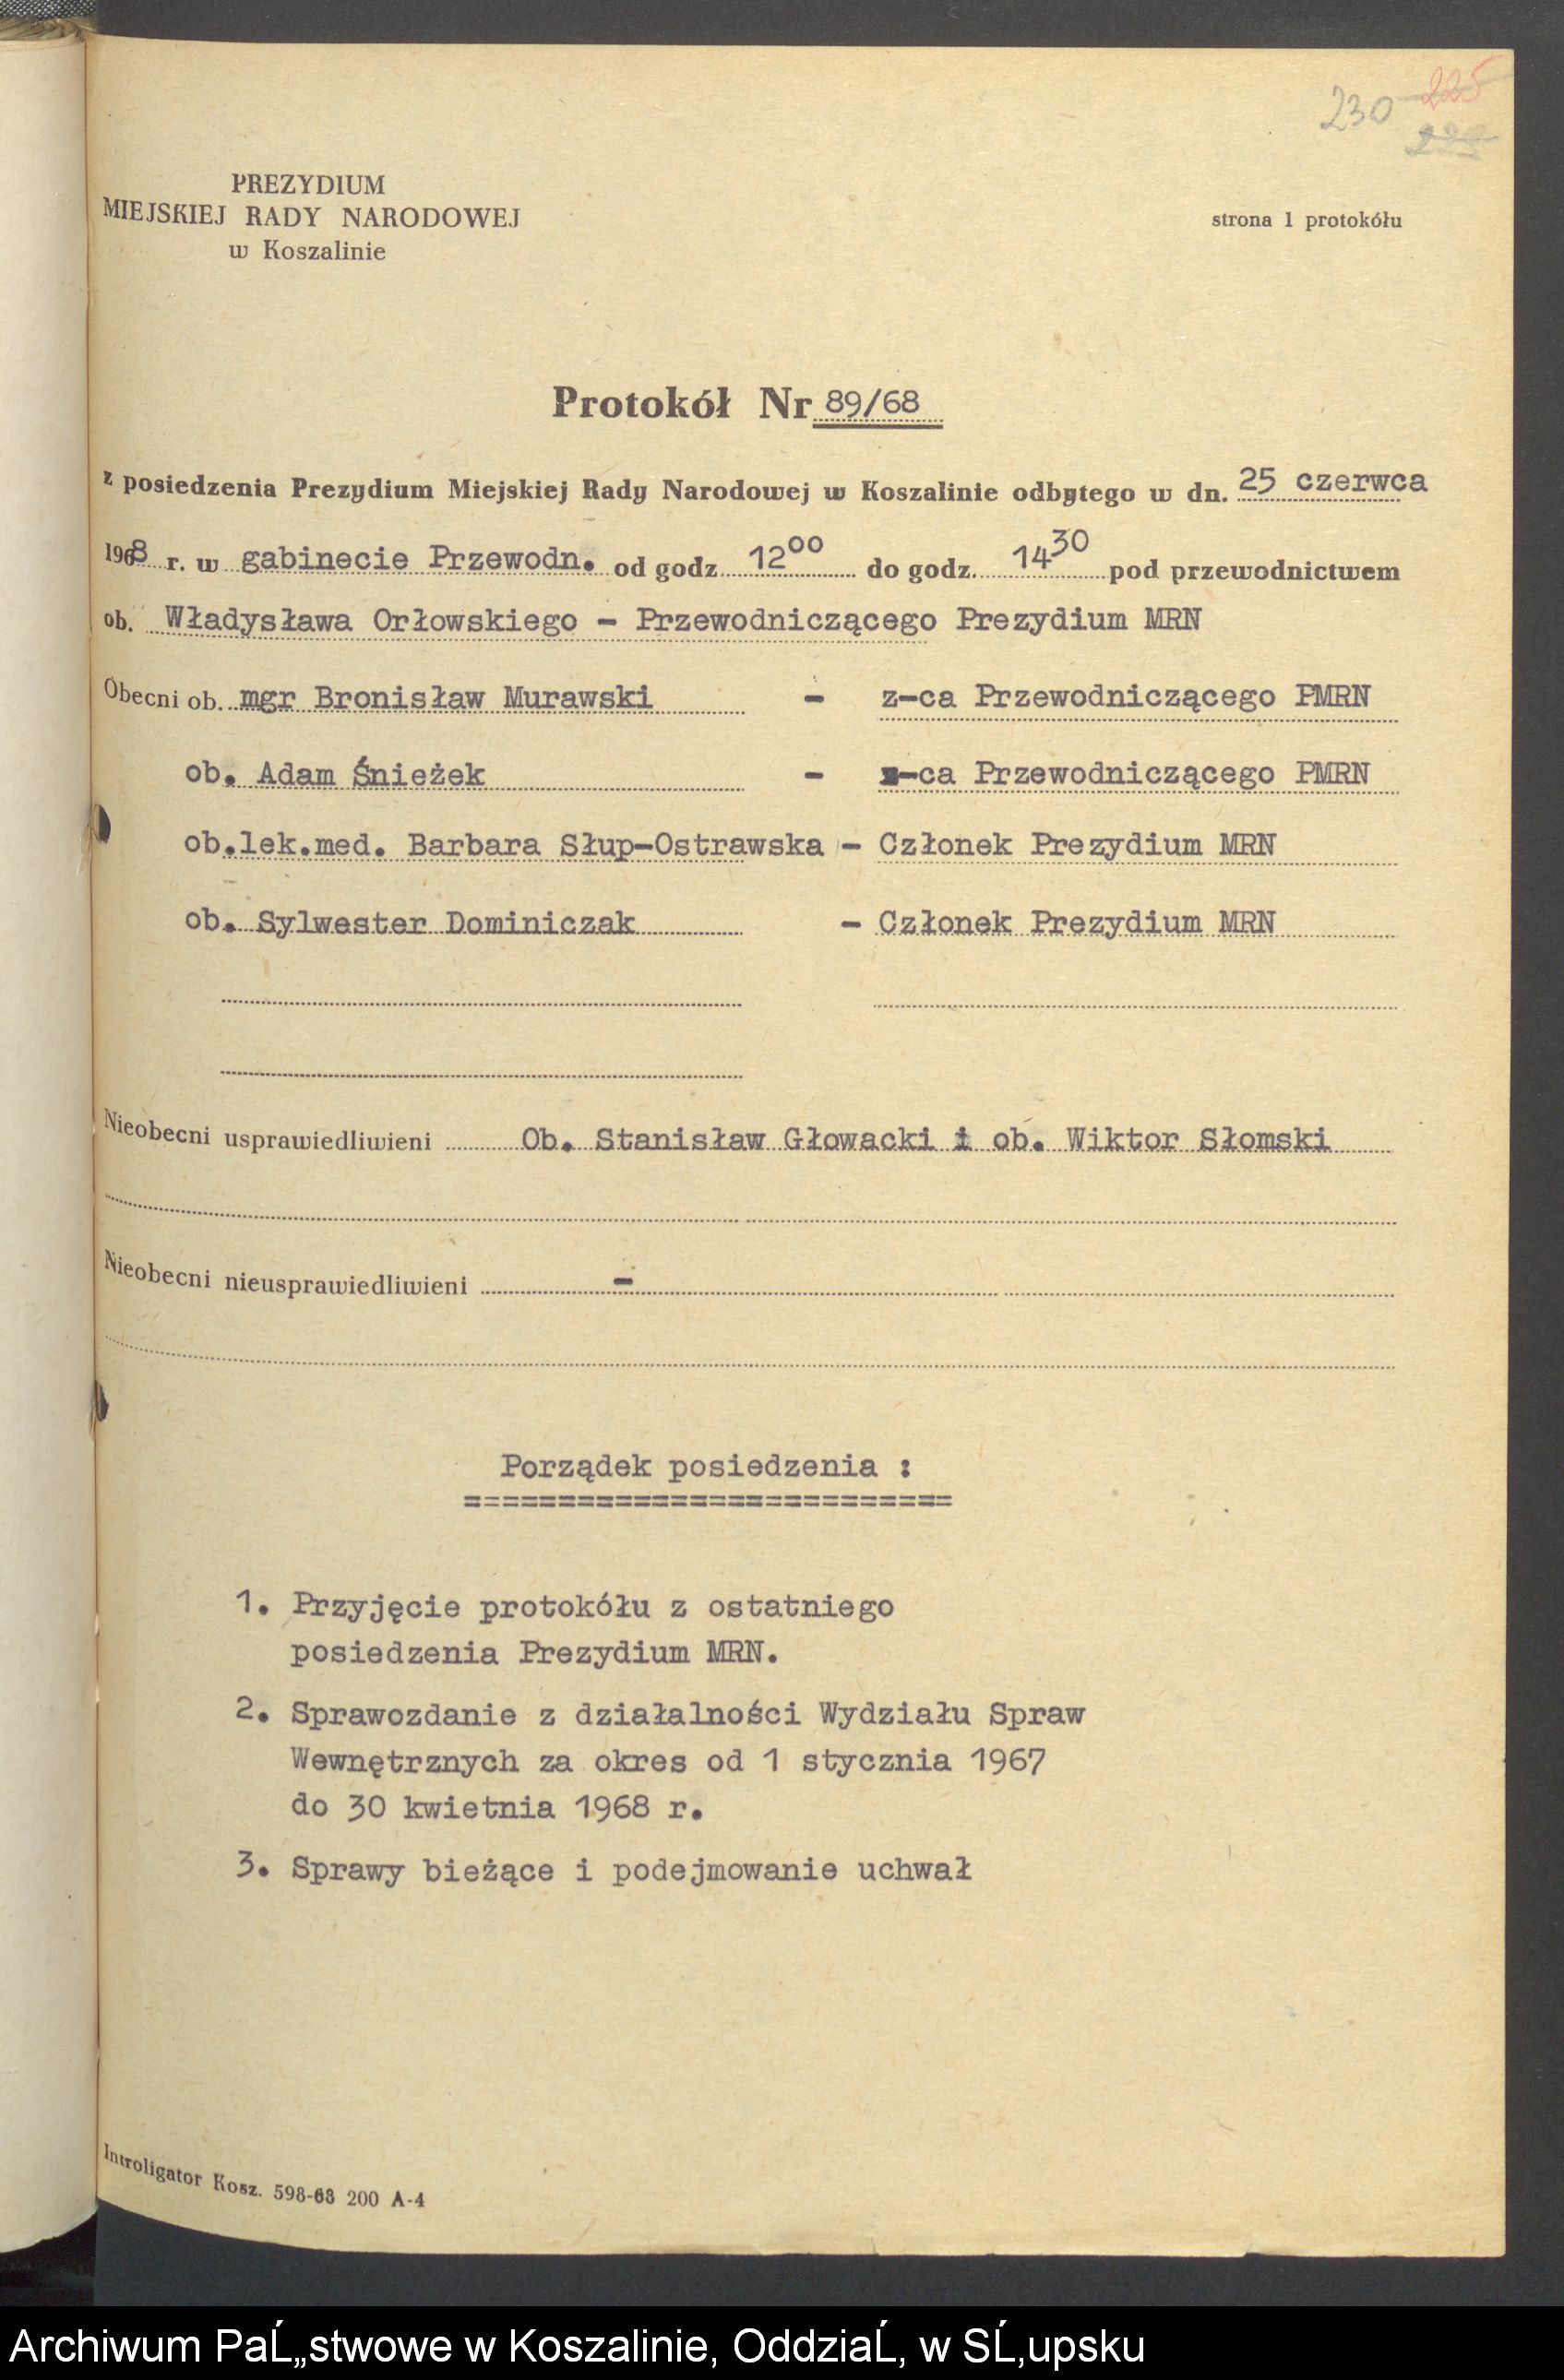 230 225
PREZYDIUM
MIEJSKIEJ RADY NARODOWEJ
w Koszalinie
strona 1 protokółu
Protokół Nr 89/68
z posiedzenia Prezydium Miejskiej Rady Narodowej w Koszalinie odbytego w dn. 25 czerwca
1968 r. w gabinecie Przewodn. od godz. 12⁰⁰ do godz. 14³⁰ pod przewodnictwem
ob. Władysława Orłowskiego - Przewodniczącego Prezydium MRN
Obecni ob. mgr Bronisław Murawski - z-ca Przewodniczącego PMRN
ob. Adam Śnieżek - z-ca Przewodniczącego PMRN
ob.lek.med. Barbara Słup-Ostrawska - Członek Prezydium MRN
ob. Sylwester Dominiczak - Członek Prezydium MRN
Nieobecni usprawiedliwieni Ob. Stanisław Głowacki i ob. Wiktor Słomski
Nieobecni nieusprawiedliwieni -
Porządek posiedzenia :
==========================
1. Przyjęcie protokółu z ostatniego
posiedzenia Prezydium MRN.
2. Sprawozdanie z działalności Wydziału Spraw
Wewnętrznych za okres od 1 stycznia 1967
do 30 kwietnia 1968 r.
3. Sprawy bieżące i podejmowanie uchwał
Introligator Kosz. 598-68 200 A-4
Archiwum PaĹ„stwowe w Koszalinie, OddziaĹ‚ w SĹ‚upsku